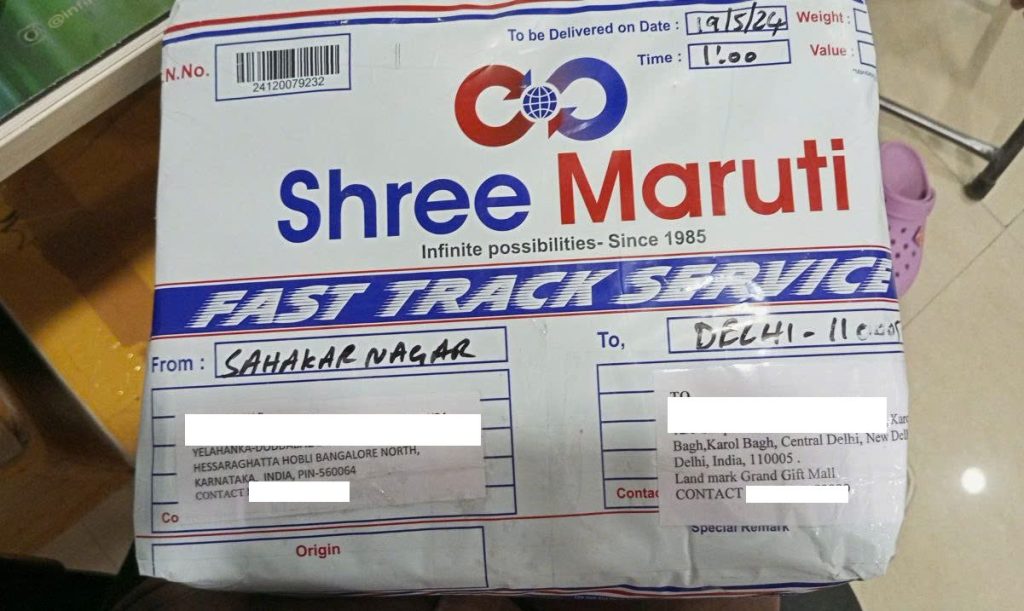 To be Delivered on Date : 19/5/24 Weight :
.N.No.
24120079232
Time : 1:00 Value :
Shree Maruti
Infinite possibilities- Since 1985
FAST TRACK SERVICE
From : SAHAKAR NAGAR
To, DELHI - 110005
YELAHANKA-
HESSARAGHATTA HOBLI BANGALORE NORTH,
KARNATAKA, INDIA, PIN-560064
CONTACT
Co
Origin
TO
Bagh,Karol Bagh, Central Delhi, New
Delhi, India, 110005 .
Land mark Grand Gift Mall
CONTACT
Contac
Special Remark